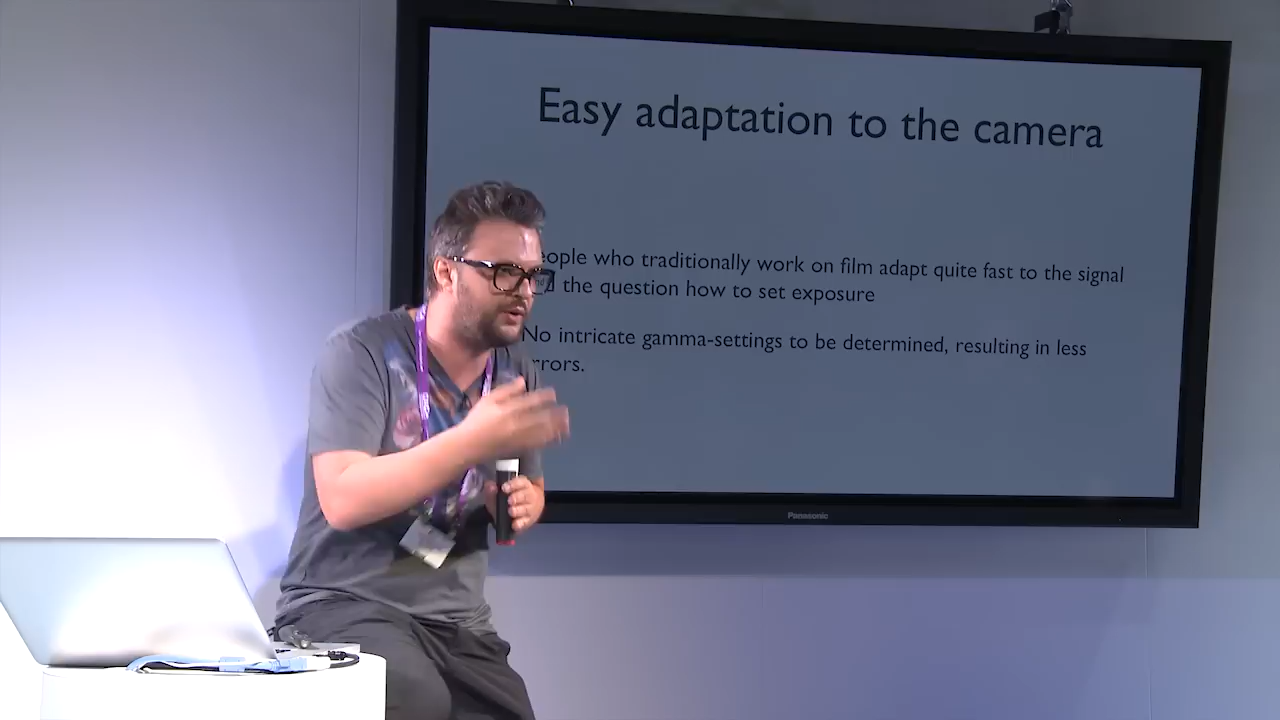 Easy adaptation to the camera
ople who traditionally work on film adapt quite fast to the signal
the question how to set exposure
No intricate gamma-settings to be determined, resulting in less
rrors.
Panasonic